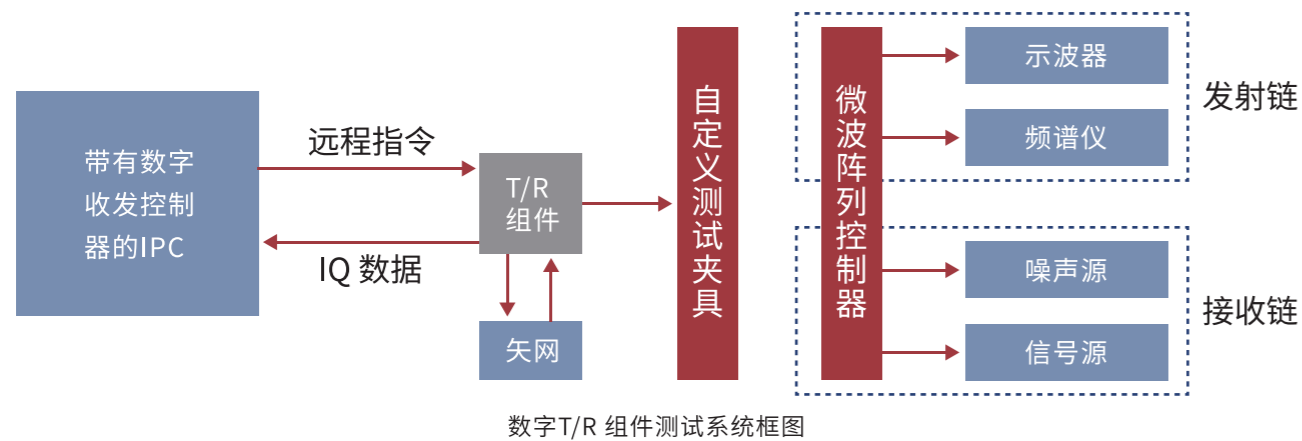 带有数字
收发控制
器的IPC
远程指令
IQ 数据
T/R
组件
矢网
自定义测试夹具
微波阵列控制器
示波器
频谱仪
发射链
噪声源
信号源
接收链
数字T/R 组件测试系统框图